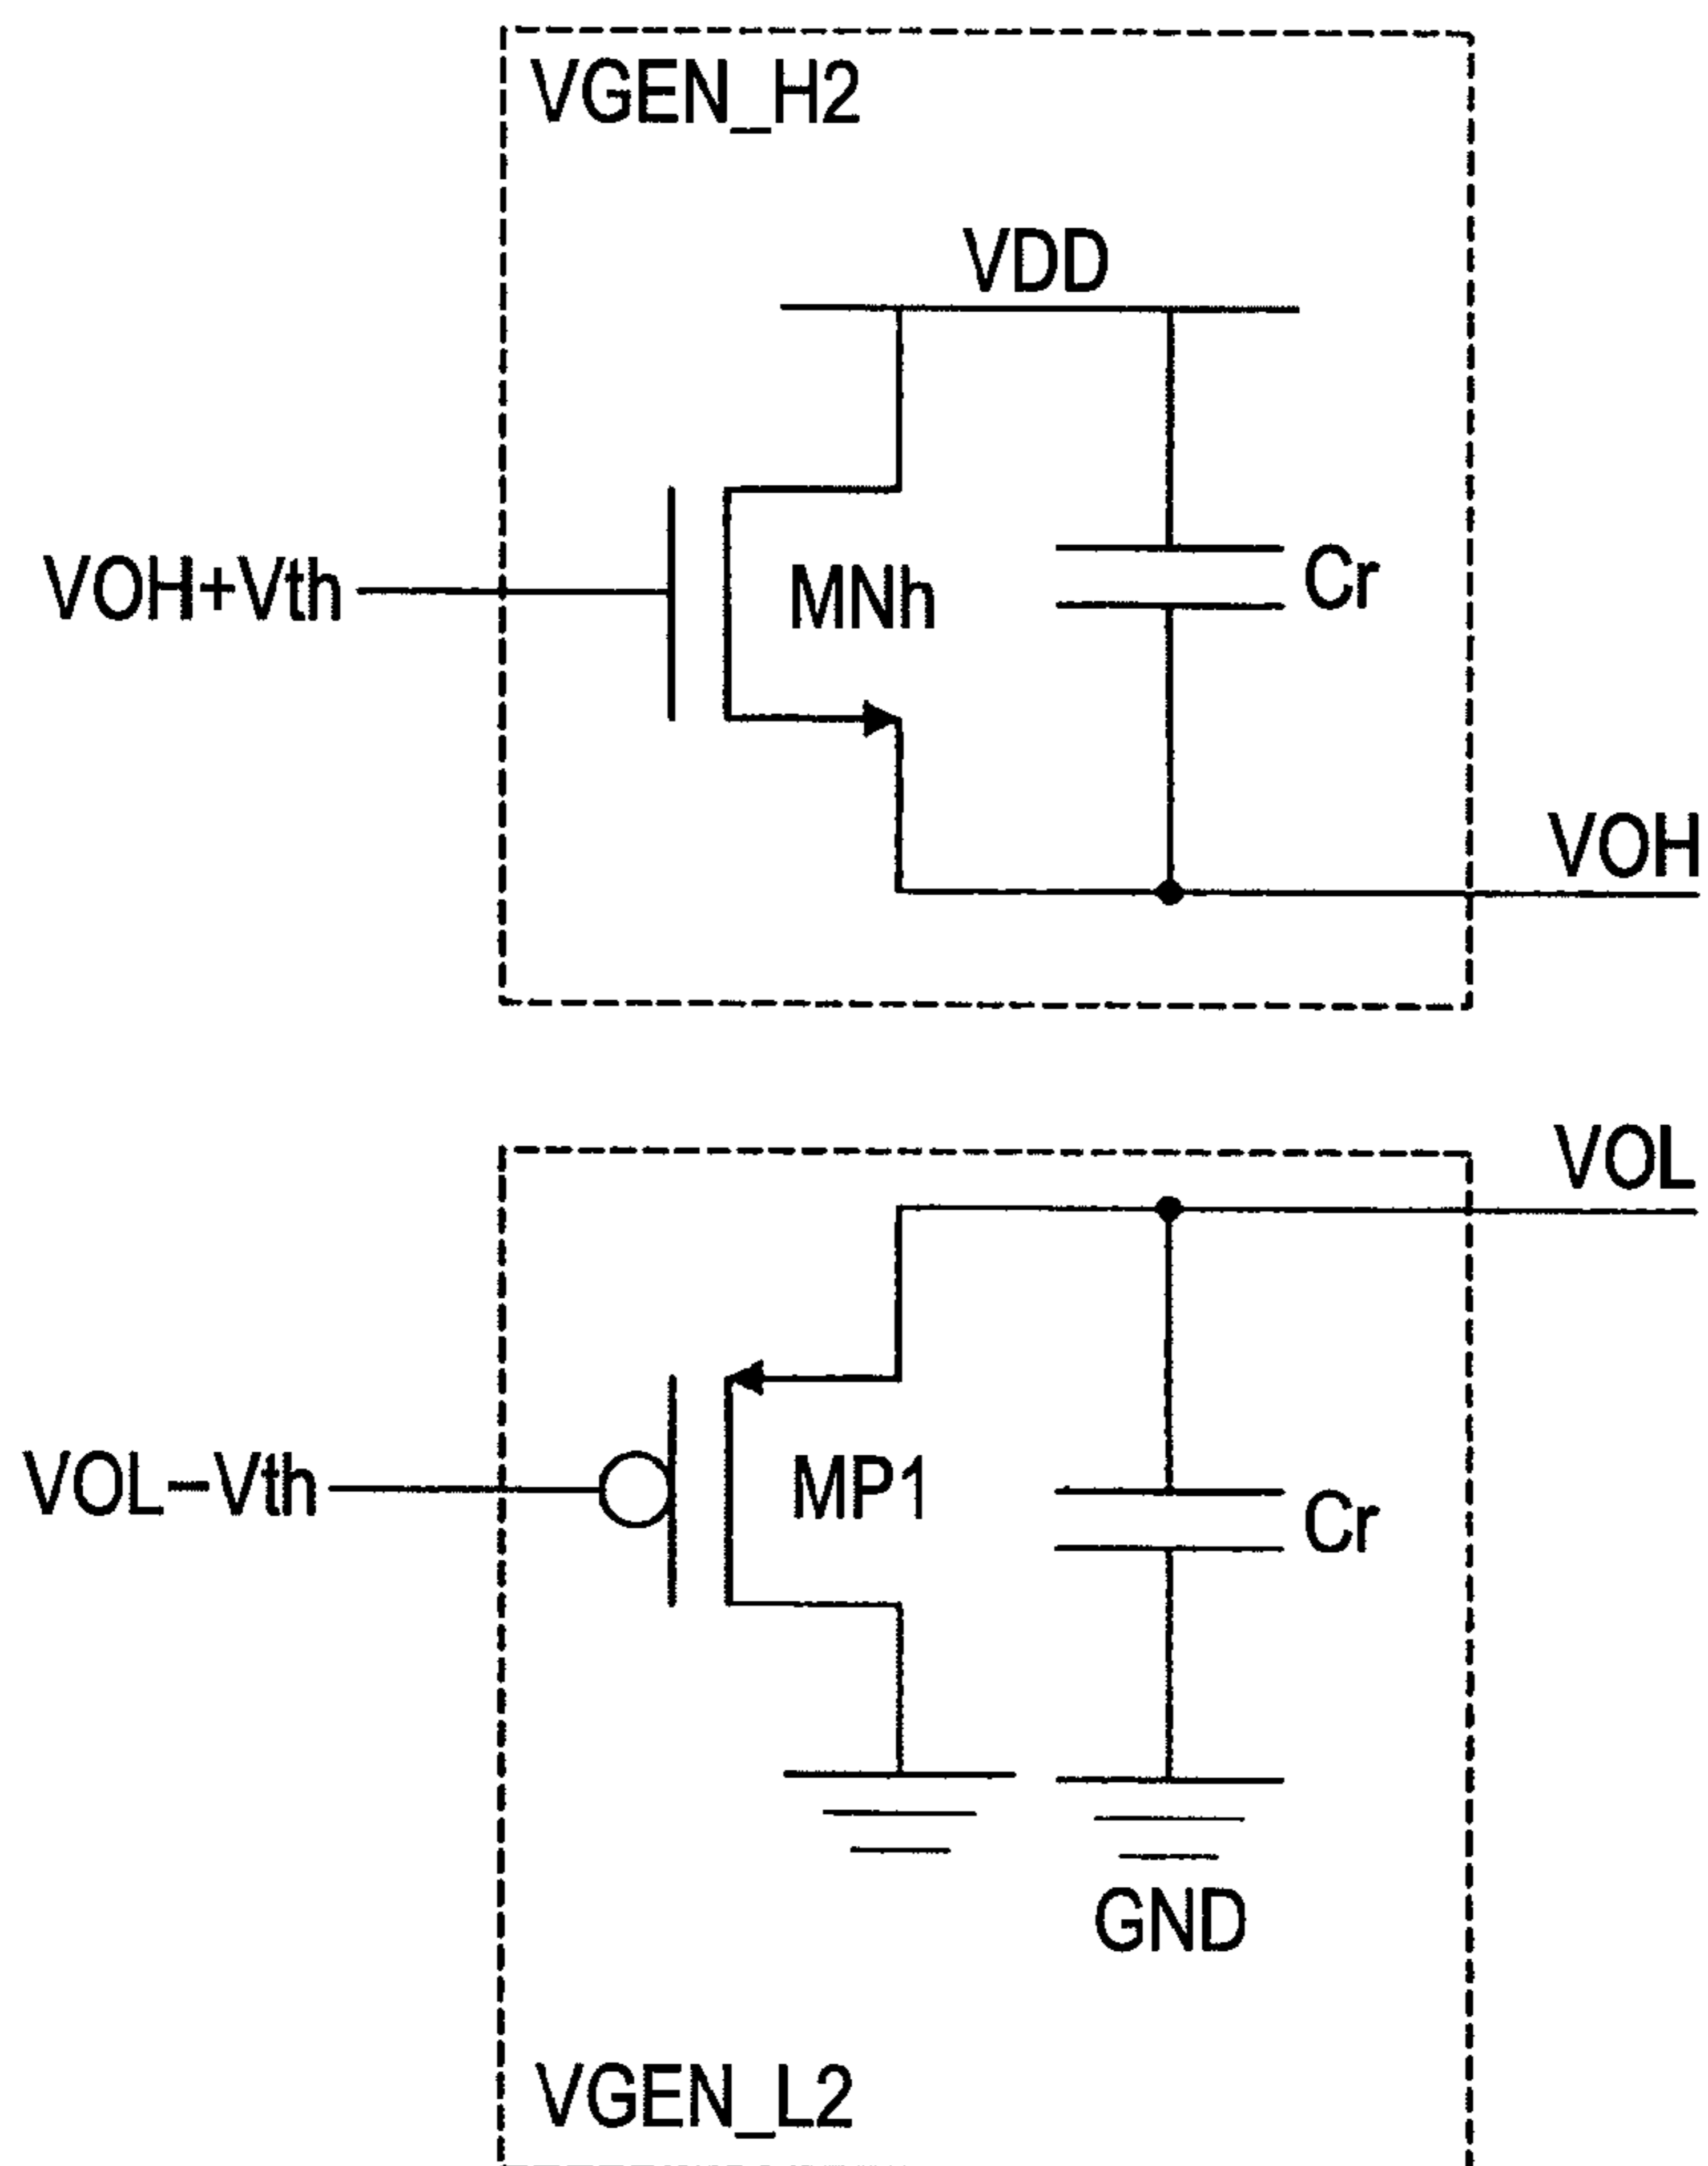 VGEN_H2
VDD
VOH+Vth
MNh
Cr
VOH
VOL
VOL−Vth
MP1
Cr
GND
VGEN_L2